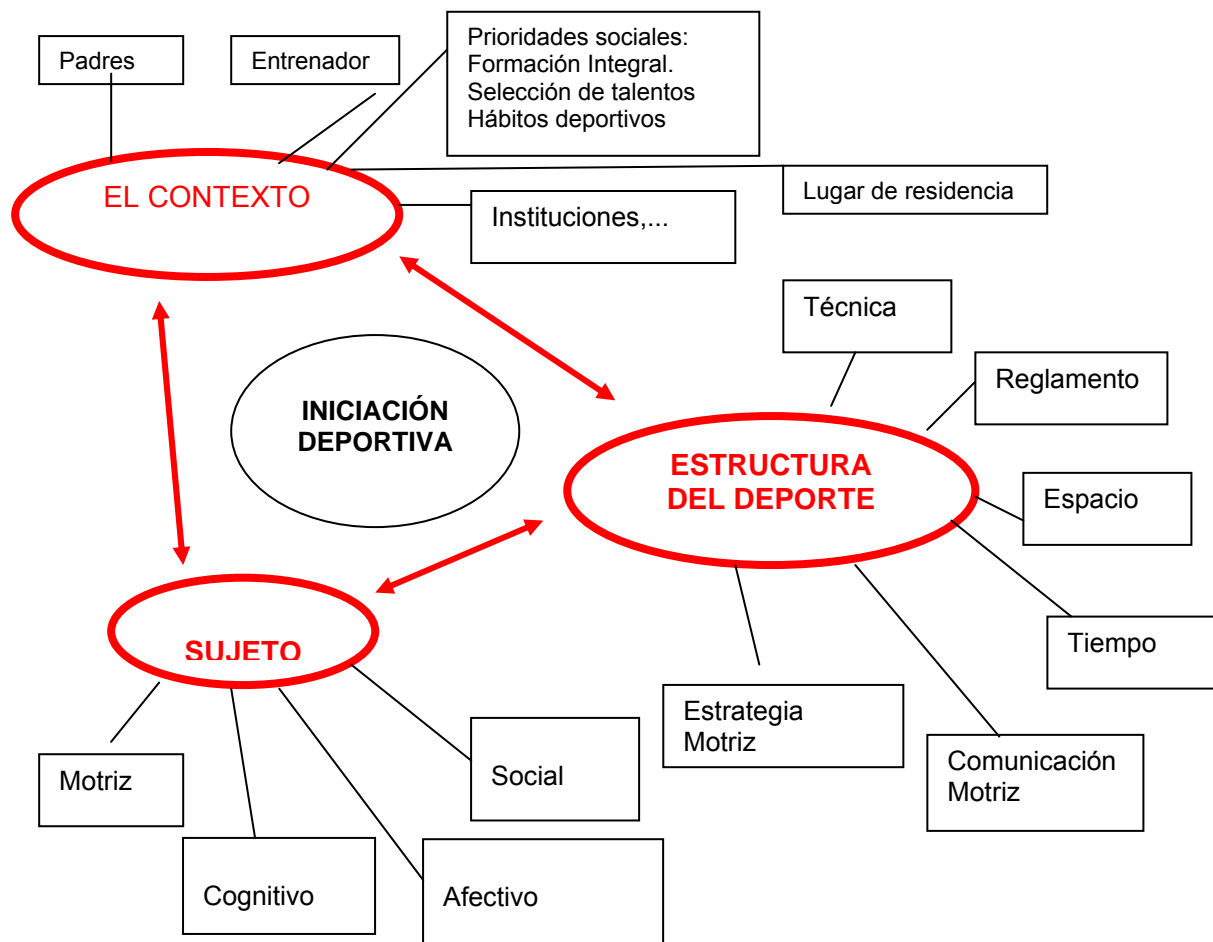 Padres
Entrenador
Prioridades sociales:
Formación Integral.
Selección de talentos
Hábitos deportivos
EL CONTEXTO
Lugar de residencia
Instituciones,...
Técnica
Reglamento
INICIACIÓN
DEPORTIVA
ESTRUCTURA
DEL DEPORTE
Espacio
Tiempo
SUJETO
Estrategia
Motriz
Comunicación
Motriz
Motriz
Social
Cognitivo
Afectivo